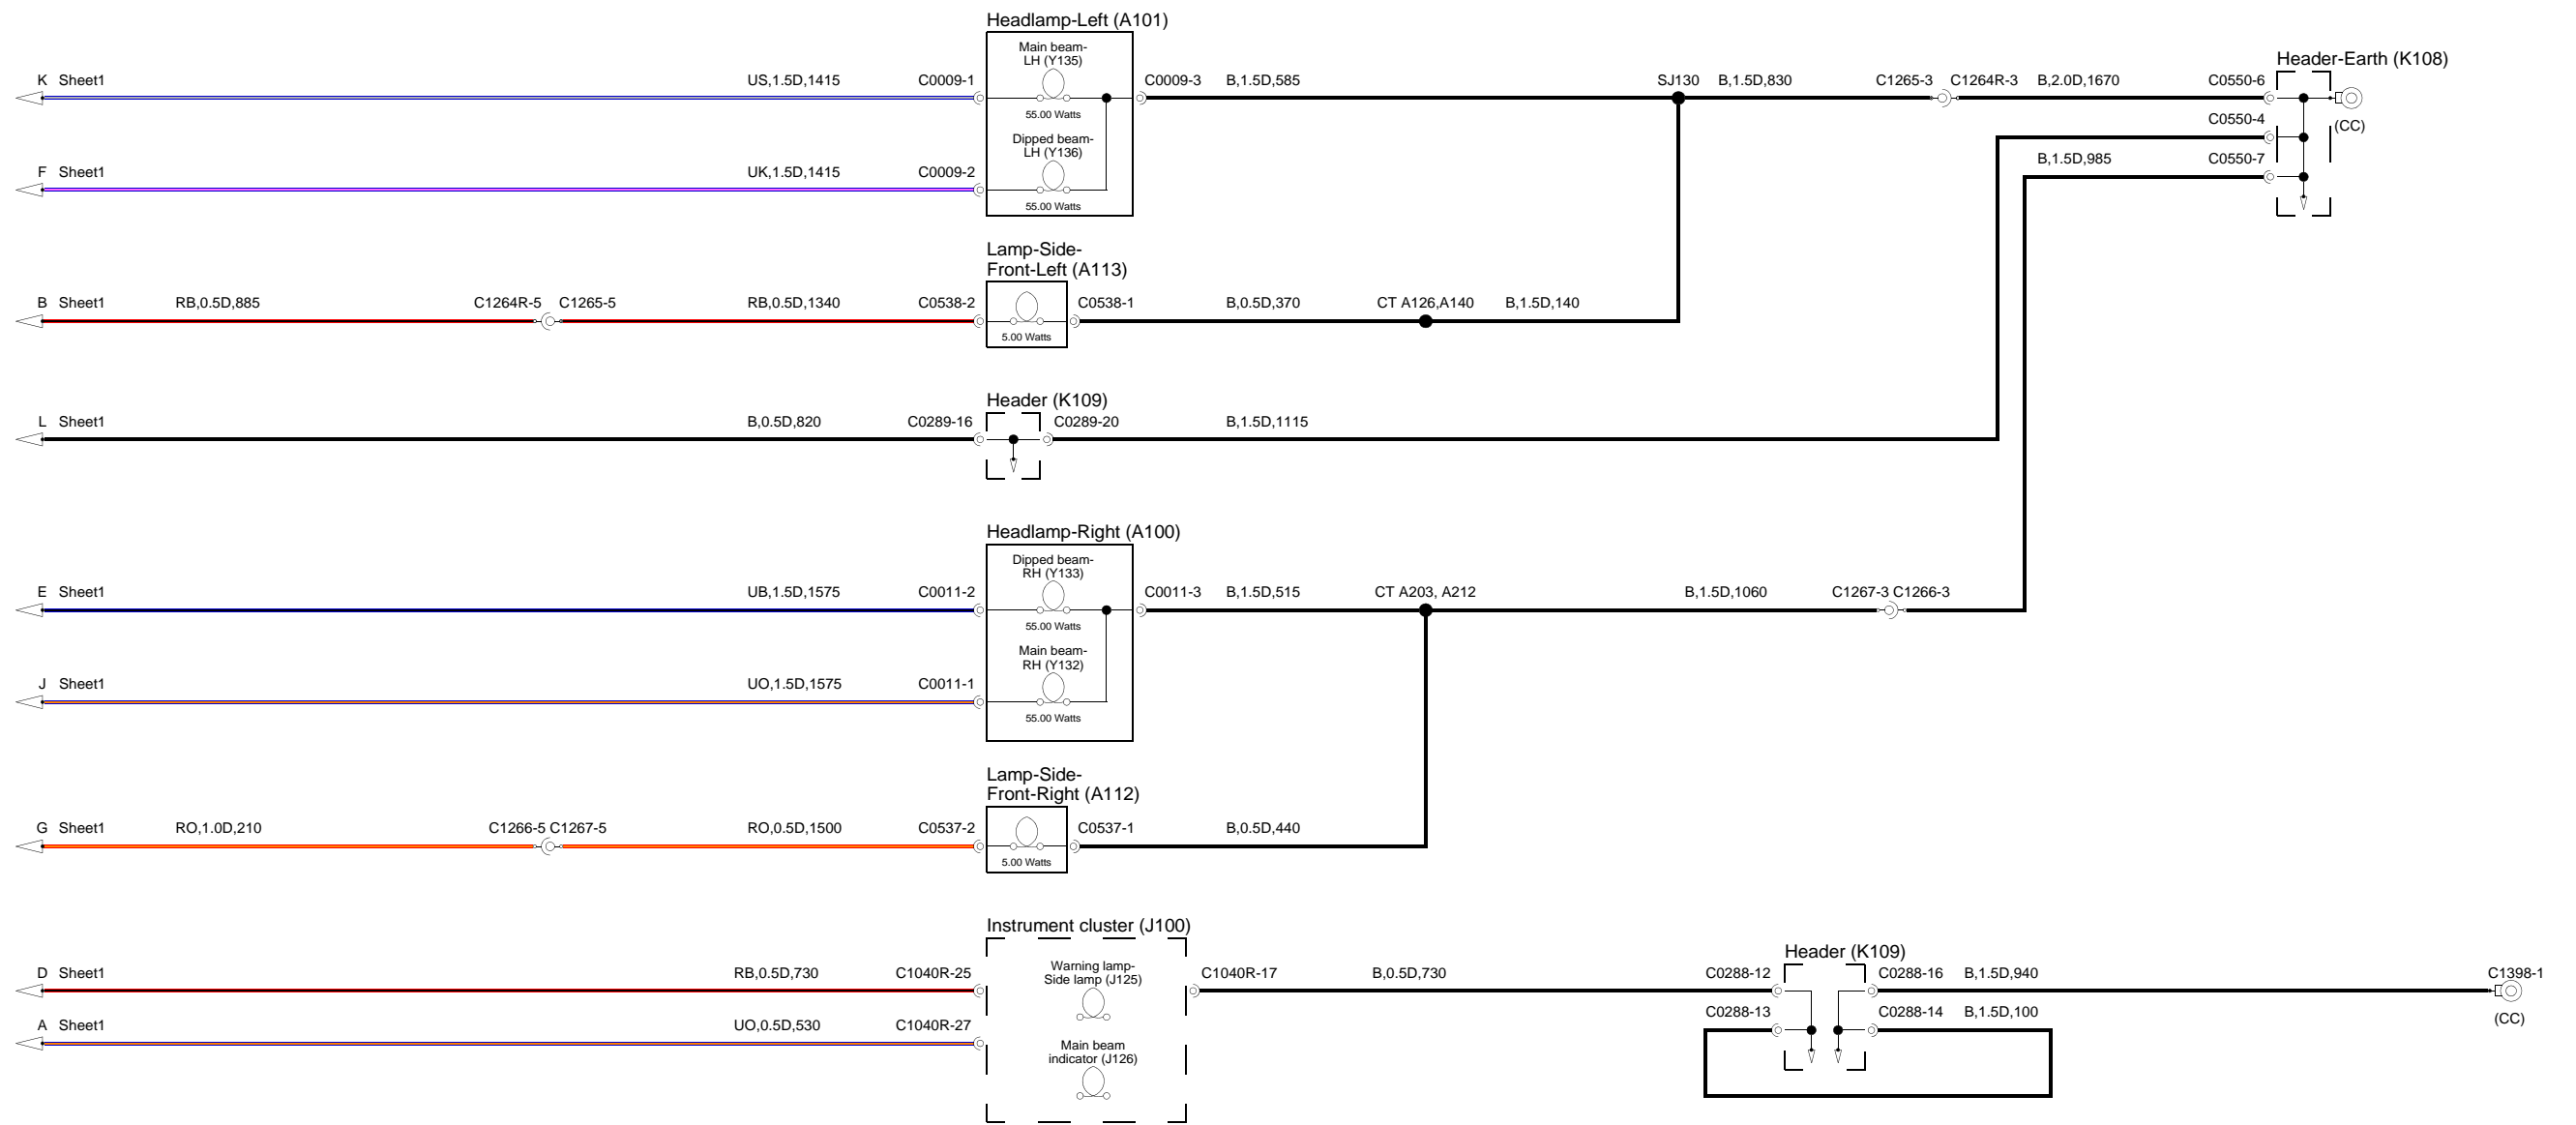 Headlamp-Left (A101)
Main beam-
LH (Y135)
Header-Earth (K108)
K Sheet1 US,1.5D,1415 C0009-1 C0009-3 B,1.5D,585 SJ130 B,1.5D,830 C1265-3 C1264R-3 B,2.0D,1670 C0550-6
55.00 Watts
C0550-4
(CC)
Dipped beam-
LH (Y136)
B,1.5D,985 C0550-7
F Sheet1 UK,1.5D,1415 C0009-2
55.00 Watts
Lamp-Side-
Front-Left (A113)
B Sheet1 RB,0.5D,885 C1264R-5 C1265-5 RB,0.5D,1340 C0538-2 C0538-1 B,0.5D,370 CT A126,A140 B,1.5D,140
5.00 Watts
Header (K109)
L Sheet1 B,0.5D,820 C0289-16 C0289-20 B,1.5D,1115
Headlamp-Right (A100)
Dipped beam-
RH (Y133)
E Sheet1 UB,1.5D,1575 C0011-2 C0011-3 B,1.5D,515 CT A203, A212 B,1.5D,1060 C1267-3 C1266-3
55.00 Watts
Main beam-
RH (Y132)
J Sheet1 UO,1.5D,1575 C0011-1
55.00 Watts
Lamp-Side-
Front-Right (A112)
G Sheet1 RO,1.0D,210 C1266-5 C1267-5 RO,0.5D,1500 C0537-2 C0537-1 B,0.5D,440
5.00 Watts
Instrument cluster (J100)
Header (K109)
Warning lamp-
Side lamp (J125)
D Sheet1 RB,0.5D,730 C1040R-25 C1040R-17 B,0.5D,730 C0288-12 C0288-16 B,1.5D,940 C1398-1
C0288-13 C0288-14 B,1.5D,100
(CC)
A Sheet1 UO,0.5D,530 C1040R-27
Main beam
indicator (J126)